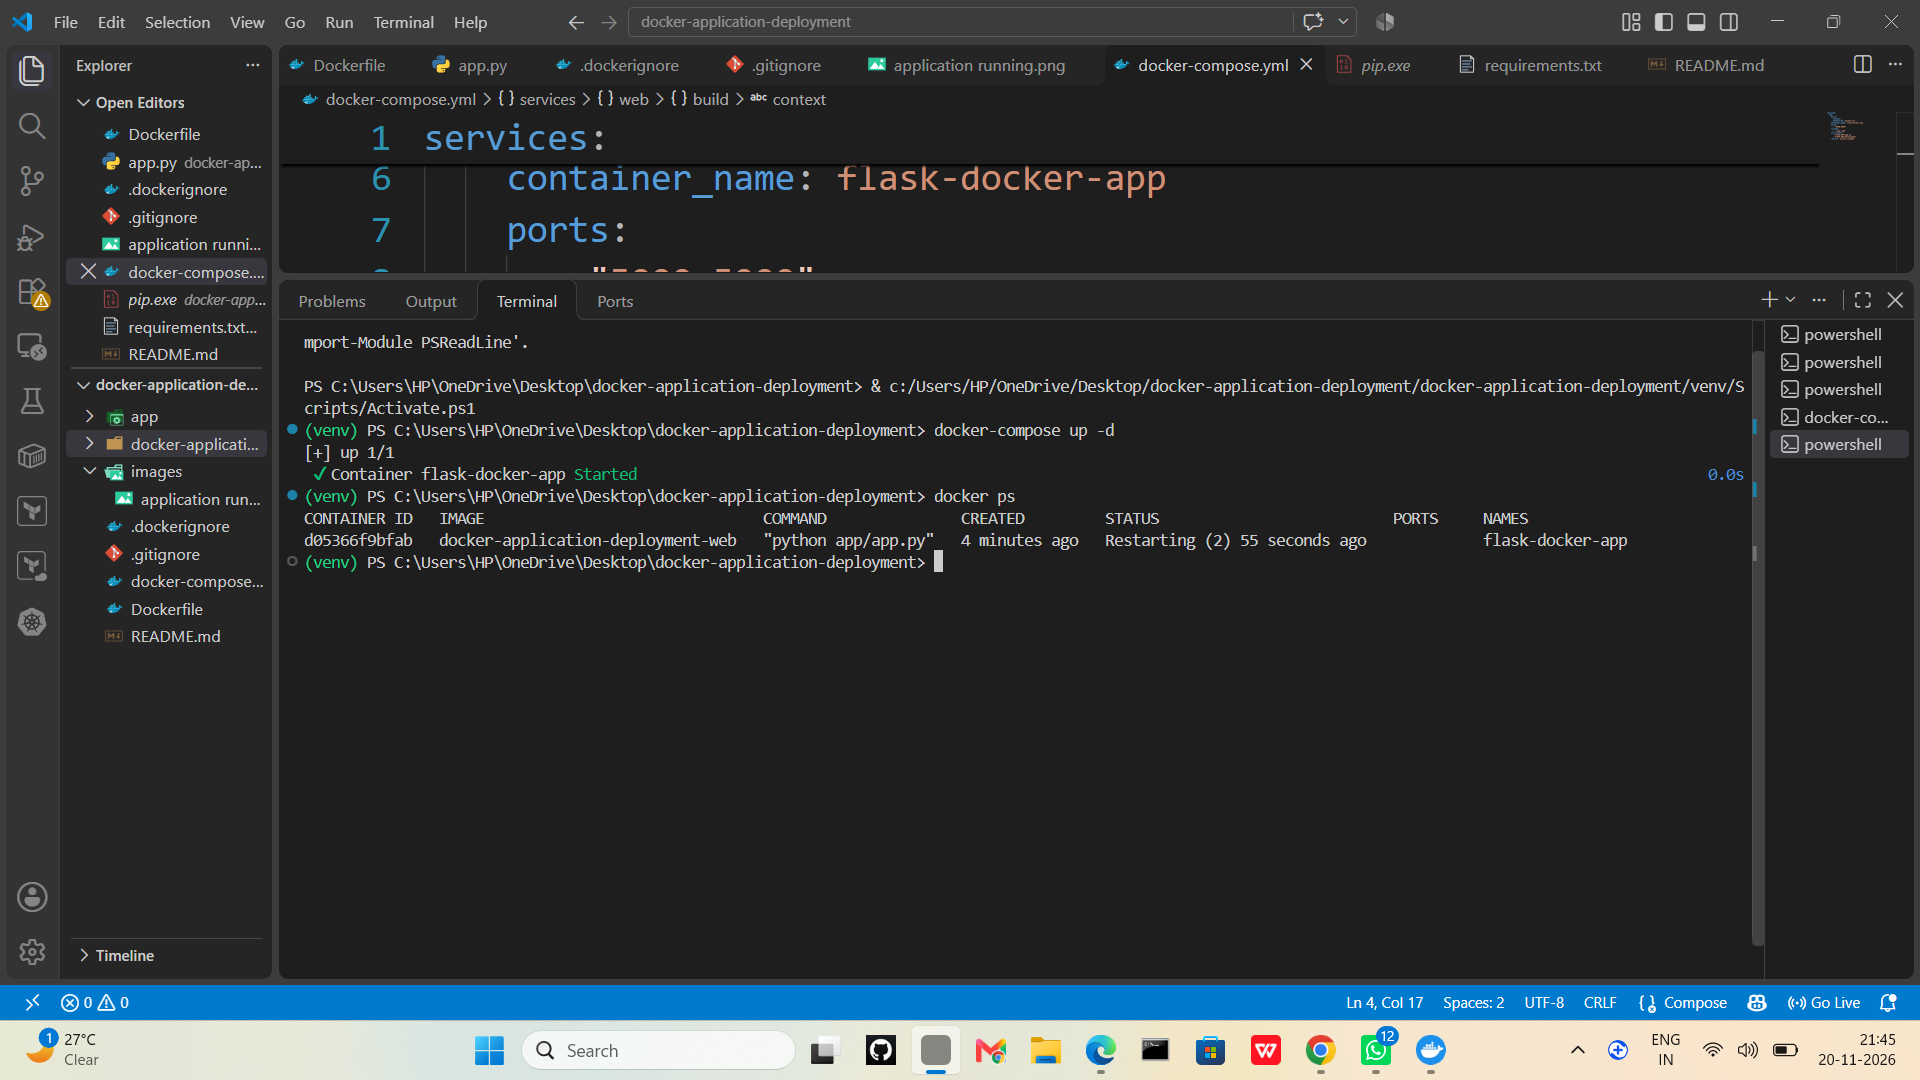 File Edit Selection View Go Run Terminal Help
docker-application-deployment
Explorer
Open Editors
Dockerfile
app.py docker-ap...
.dockerignore
.gitignore
application runni...
docker-compose....
pip.exe docker-app...
requirements.txt...
README.md
docker-application-de...
app
docker-applicati...
images
application run...
.dockerignore
.gitignore
docker-compose...
Dockerfile
README.md
Timeline
Dockerfile app.py .dockerignore .gitignore application running.png docker-compose.yml pip.exe requirements.txt README.md
docker-compose.yml > {} services > {} web > {} build > abc context
1 services:
6 container_name: flask-docker-app
7 ports:
Problems Output Terminal Ports
mport-Module PSReadLine'.
PS C:\Users\HP\OneDrive\Desktop\docker-application-deployment> & c:/Users/HP/OneDrive/Desktop/docker-application-deployment/docker-application-deployment/venv/S
cripts/Activate.ps1
(venv) PS C:\Users\HP\OneDrive\Desktop\docker-application-deployment> docker-compose up -d
[+] up 1/1
✓Container flask-docker-app Started 0.0s
(venv) PS C:\Users\HP\OneDrive\Desktop\docker-application-deployment> docker ps
CONTAINER ID IMAGE COMMAND CREATED STATUS PORTS NAMES
d05366f9bfab docker-application-deployment-web "python app/app.py" 4 minutes ago Restarting (2) 55 seconds ago flask-docker-app
(venv) PS C:\Users\HP\OneDrive\Desktop\docker-application-deployment>
powershell
powershell
powershell
docker-co...
powershell
0 0
Ln 4, Col 17 Spaces: 2 UTF-8 CRLF Compose Go Live
1
27°C
Clear
Search
12
ENG
IN
21:45
20-11-2026